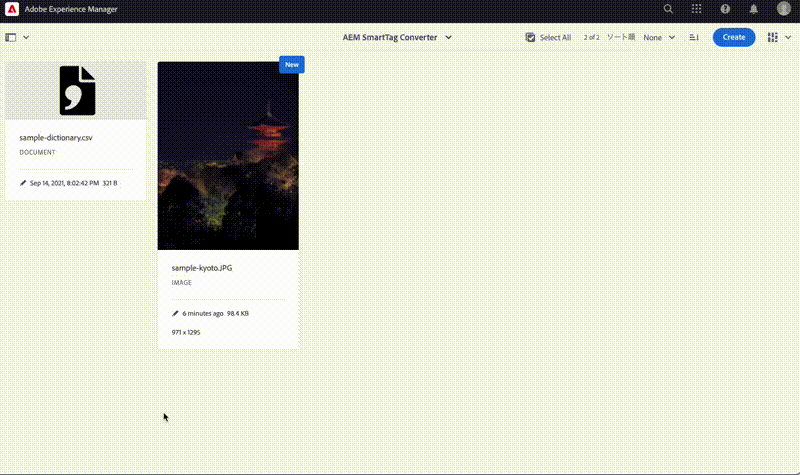 Adobe Experience Manager
AEM SmartTag Converter
Select All
2 of 2
ソート順
None
Create
sample-dictionary.csv
DOCUMENT
Sep 14, 2021, 8:02:42 PM 321 B
New
sample-kyoto.JPG
IMAGE
6 minutes ago 98.4 KB
971 x 1295